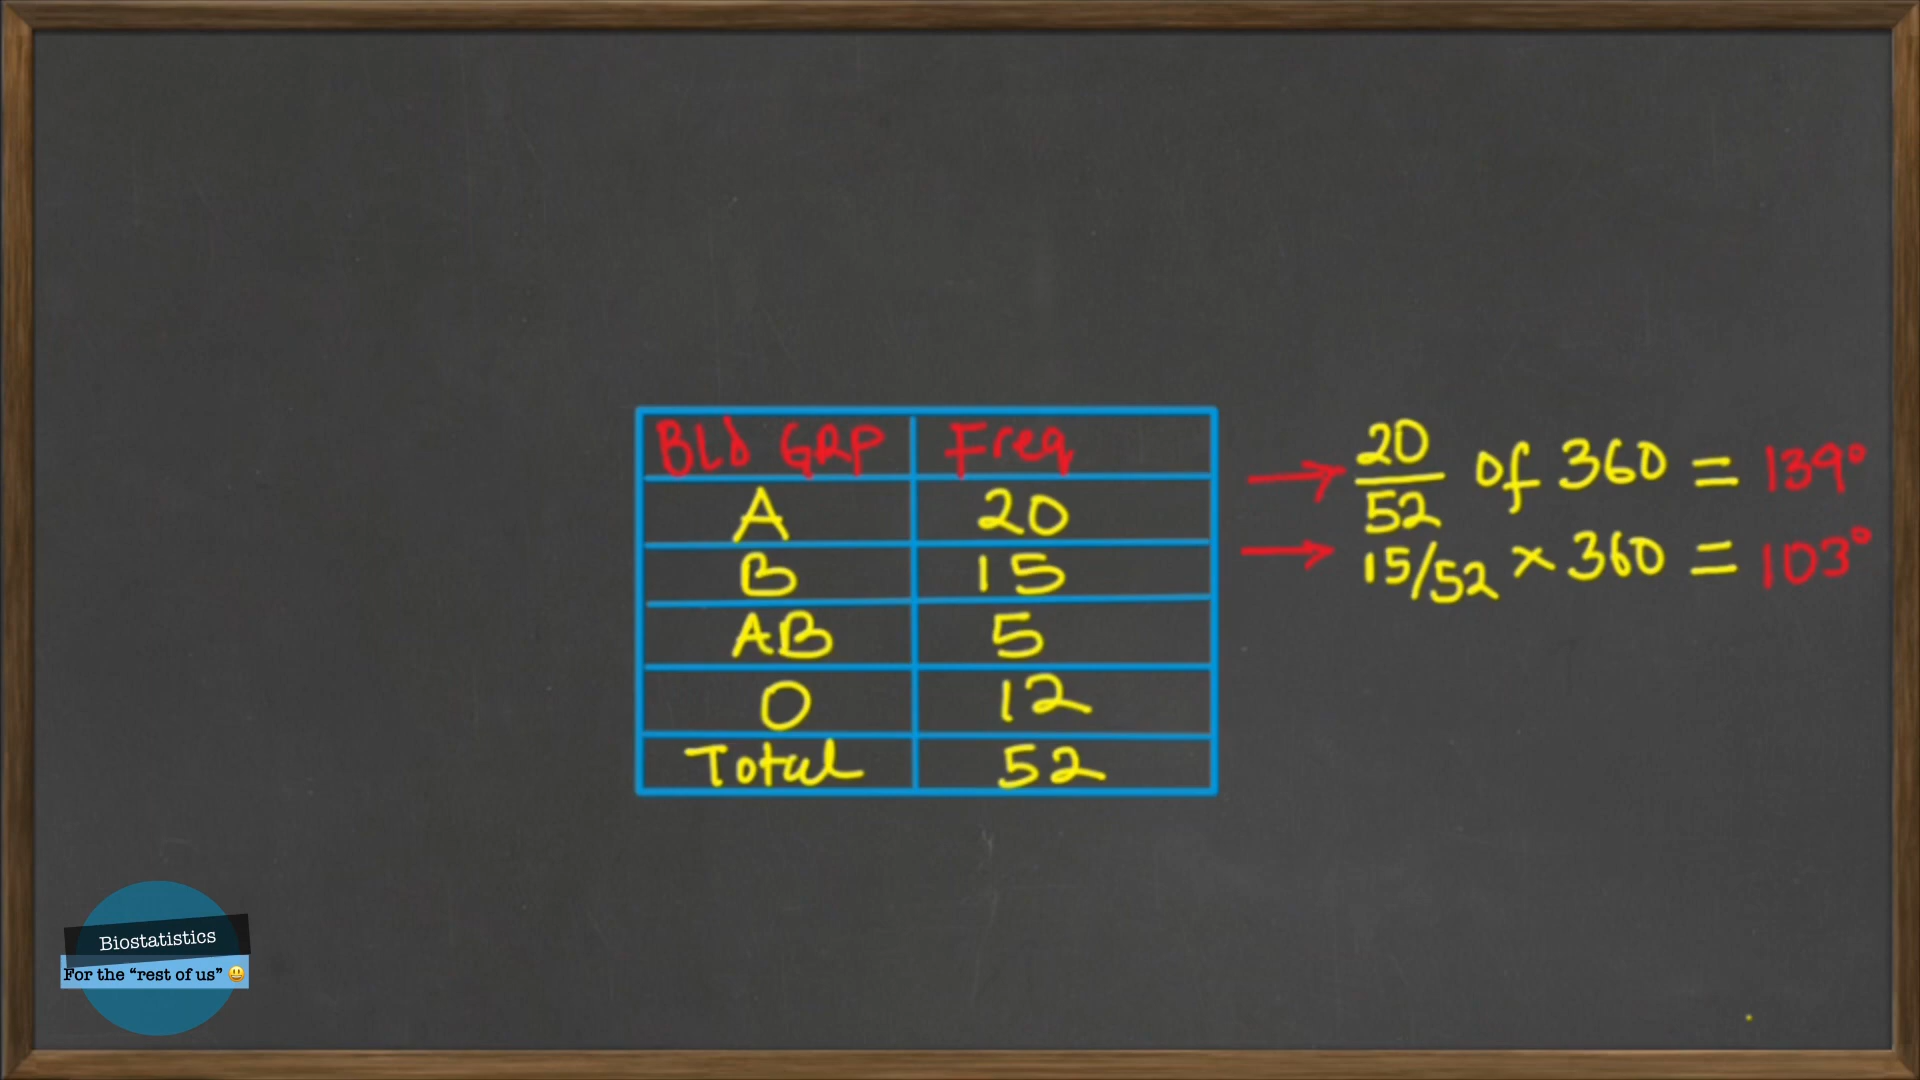 Bld GRP Freq
A 20
B 15
AB 5
O 12
Total 52
20/52 of 360 = 139°
15/52 × 360 = 103°
Biostatistics
For the “rest of us” 😃